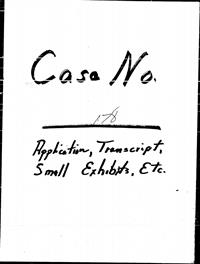 Case No.
178
Application, Transcript,
Small Exhibits, Etc.